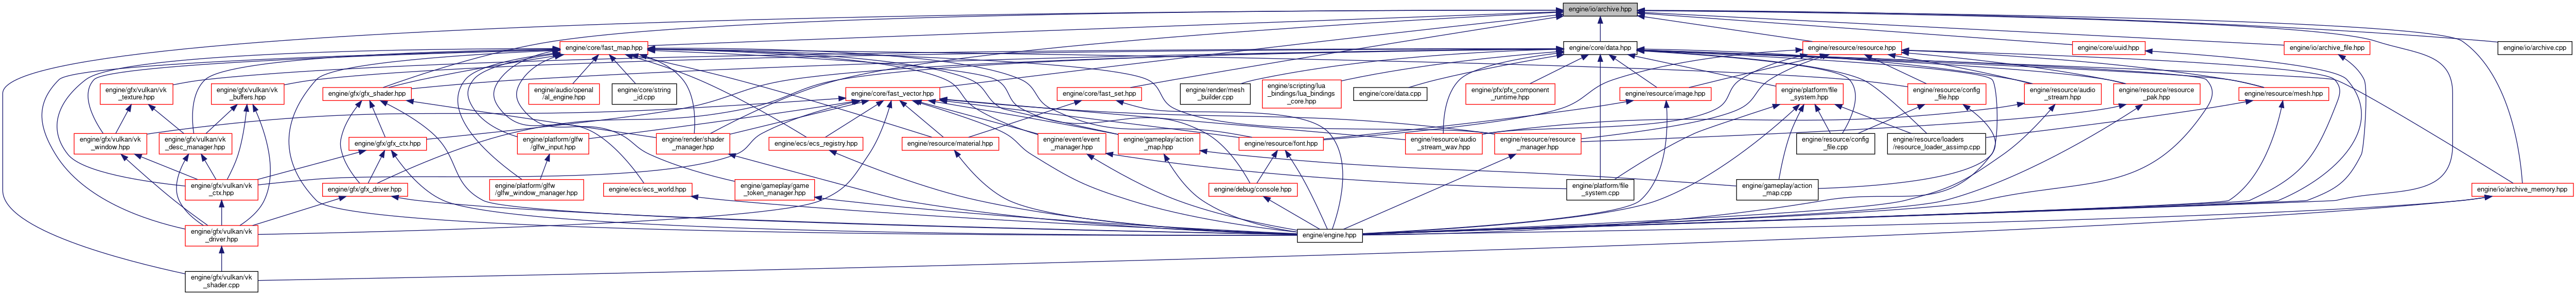 engine/io/archive.hpp
engine/core/fast_map.hpp
engine/core/data.hpp
engine/resource/resource.hpp
engine/core/uuid.hpp
engine/io/archive_file.hpp
engine/io/archive.cpp
engine/gfx/vulkan/vk
_texture.hpp
engine/gfx/vulkan/vk
_buffers.hpp
engine/gfx/gfx_shader.hpp
engine/audio/openal
/al_engine.hpp
engine/core/string
_id.cpp
engine/core/fast_vector.hpp
engine/core/fast_set.hpp
engine/render/mesh
_builder.cpp
engine/scripting/lua
_bindings/lua_bindings
_core.hpp
engine/core/data.cpp
engine/pfx/pfx_component
_runtime.hpp
engine/resource/image.hpp
engine/platform/file
_system.hpp
engine/resource/config
_file.hpp
engine/resource/audio
_stream.hpp
engine/resource/resource
_pak.hpp
engine/resource/mesh.hpp
engine/gfx/vulkan/vk
_window.hpp
engine/gfx/vulkan/vk
_desc_manager.hpp
engine/gfx/gfx_ctx.hpp
engine/platform/glfw
/glfw_input.hpp
engine/render/shader
_manager.hpp
engine/ecs/ecs_registry.hpp
engine/resource/material.hpp
engine/event/event
_manager.hpp
engine/gameplay/action
_map.hpp
engine/resource/font.hpp
engine/resource/audio
_stream_wav.hpp
engine/resource/resource
_manager.hpp
engine/resource/config
_file.cpp
engine/resource/loaders
/resource_loader_assimp.cpp
engine/gfx/vulkan/vk
_ctx.hpp
engine/gfx/gfx_driver.hpp
engine/platform/glfw
/glfw_window_manager.hpp
engine/ecs/ecs_world.hpp
engine/gameplay/game
_token_manager.hpp
engine/debug/console.hpp
engine/platform/file
_system.cpp
engine/gameplay/action
_map.cpp
engine/io/archive_memory.hpp
engine/gfx/vulkan/vk
_driver.hpp
engine/engine.hpp
engine/gfx/vulkan/vk
_shader.cpp